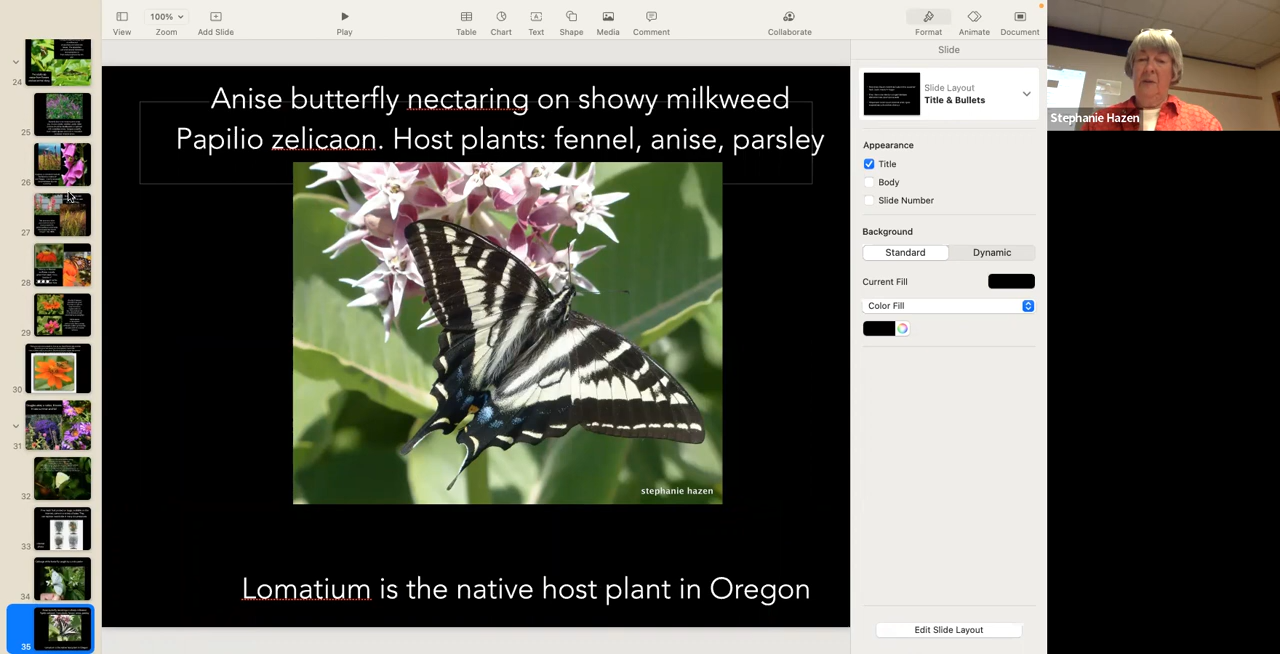 View
100%
Zoom
Add Slide
Play
Table
Chart
Text
Shape
Media
Comment
Collaborate
Format
Animate
Document
24
25
26
27
28
29
30
31
32
33
34
35
Anise butterfly nectaring on showy milkweed
Papilio zelicaon. Host plants: fennel, anise, parsley
stephanie hazen
Lomatium is the native host plant in Oregon
Slide
Slide Layout
Title & Bullets
Appearance
Title
Body
Slide Number
Background
Standard
Dynamic
Current Fill
Color Fill
Edit Slide Layout
Stephanie Hazen